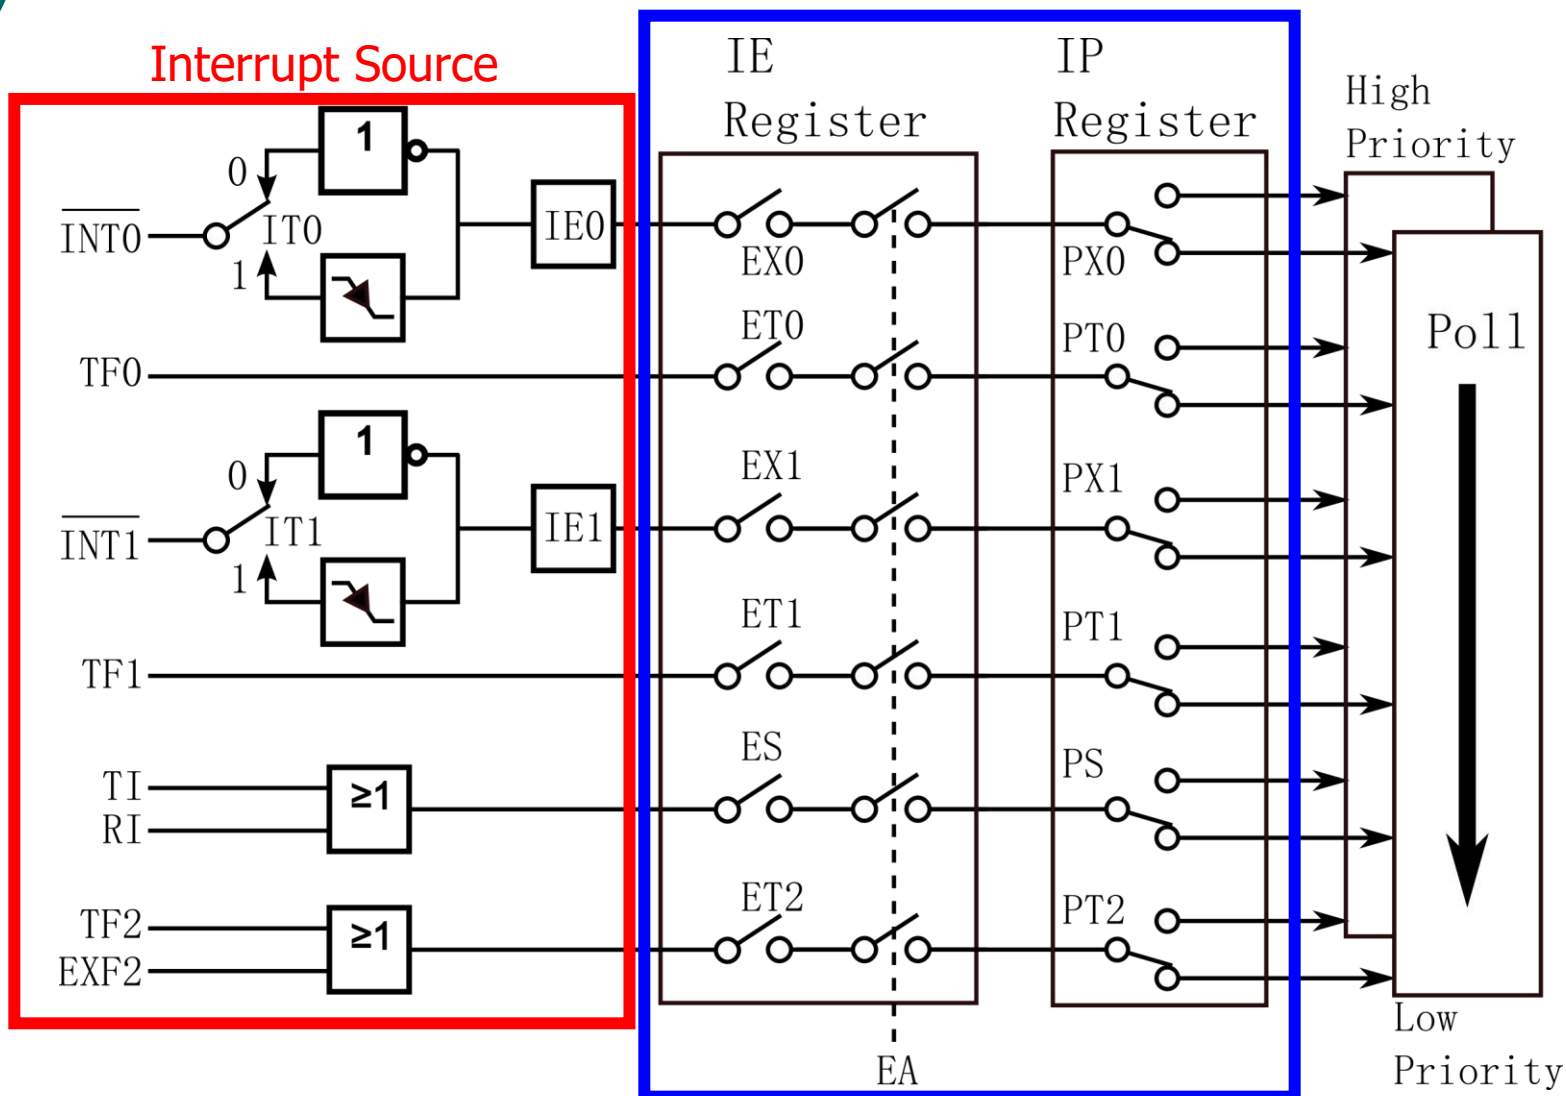 Interrupt Source
IE
Register
IP
Register
High
Priority
1
0
INT0
IT0
1
IE0
EX0
PX0
TF0
ET0
PT0
Poll
1
0
INT1
IT1
1
IE1
EX1
PX1
TF1
ET1
PT1
TI
RI
≥1
ES
PS
TF2
EXF2
≥1
ET2
PT2
EA
Low
Priority